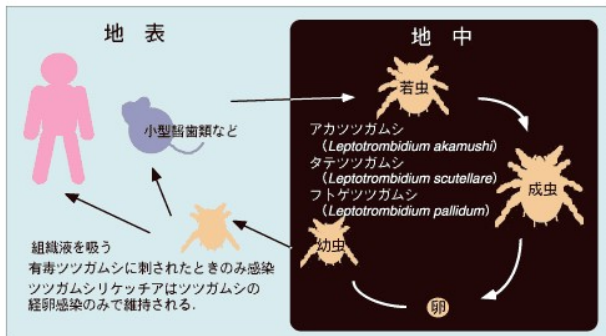 地 表
地 中
若虫
小型齧歯類など
アカツツガムシ
(Leptotrombidium akamushi)
タテツツガムシ
(Leptotrombidium scutellare)
フトゲツツガムシ
(Leptotrombidium pallidum)
成虫
幼虫
卵
組織液を吸う
有毒ツツガムシに刺されたときのみ感染
ツツガムシリケッチアはツツガムシの
経卵感染のみで維持される.